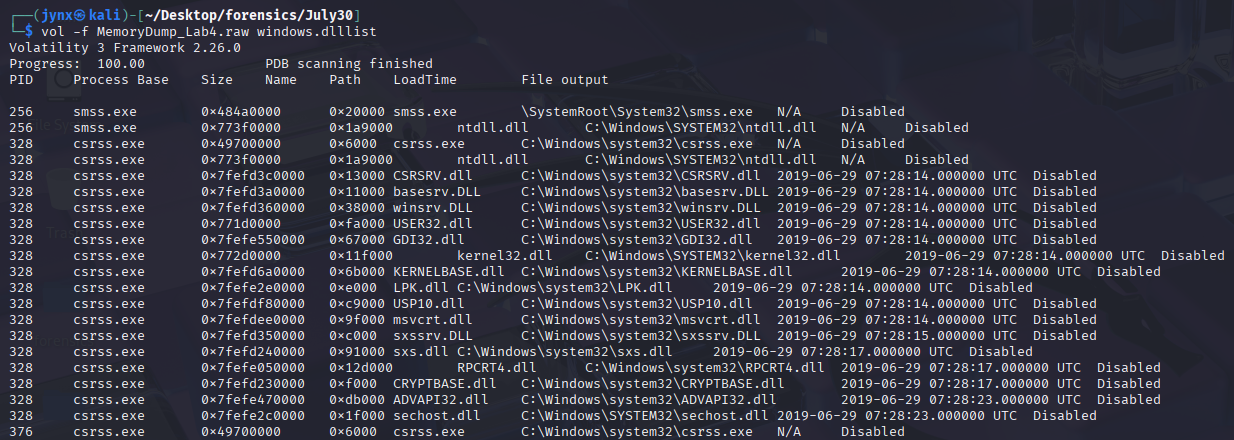 ┌──(jynx㉿kali)-[~/Desktop/forensics/July30]
└─$ vol -f MemoryDump_Lab4.raw windows.dlllist
Volatility 3 Framework 2.26.0
Progress:  100.00               PDB scanning finished
PID     Process Base    Size    Name    Path    LoadTime        File output

256     smss.exe        0×484a0000      0×20000 smss.exe        \SystemRoot\System32\smss.exe   N/A     Disabled
256     smss.exe        0×773f0000      0×1a9000        ntdll.dll       C:\Windows\SYSTEM32\ntdll.dll   N/A     Disabled
328     csrss.exe       0×49700000      0×6000  csrss.exe       C:\Windows\system32\csrss.exe   N/A     Disabled
328     csrss.exe       0×773f0000      0×1a9000        ntdll.dll       C:\Windows\SYSTEM32\ntdll.dll   N/A     Disabled
328     csrss.exe       0×7fefd3c0000   0×13000 CSRSRV.dll      C:\Windows\system32\CSRSRV.dll  2019-06-29 07:28:14.000000 UTC  Disabled
328     csrss.exe       0×7fefd3a0000   0×11000 basesrv.DLL     C:\Windows\system32\basesrv.DLL 2019-06-29 07:28:14.000000 UTC  Disabled
328     csrss.exe       0×7fefd360000   0×38000 winsrv.DLL      C:\Windows\system32\winsrv.DLL  2019-06-29 07:28:14.000000 UTC  Disabled
328     csrss.exe       0×771d0000      0×fa000 USER32.dll      C:\Windows\system32\USER32.dll  2019-06-29 07:28:14.000000 UTC  Disabled
328     csrss.exe       0×7fefe550000   0×67000 GDI32.dll       C:\Windows\system32\GDI32.dll   2019-06-29 07:28:14.000000 UTC  Disabled
328     csrss.exe       0×772d0000      0×11f000        kernel32.dll    C:\Windows\SYSTEM32\kernel32.dll        2019-06-29 07:28:14.000000 UTC  Disabled
328     csrss.exe       0×7fefd6a0000   0×6b000 KERNELBASE.dll  C:\Windows\system32\KERNELBASE.dll      2019-06-29 07:28:14.000000 UTC  Disabled
328     csrss.exe       0×7fefe2e0000   0×e000  LPK.dll C:\Windows\system32\LPK.dll     2019-06-29 07:28:14.000000 UTC  Disabled
328     csrss.exe       0×7fefdf80000   0×c9000 USP10.dll       C:\Windows\system32\USP10.dll   2019-06-29 07:28:14.000000 UTC  Disabled
328     csrss.exe       0×7fefdee0000   0×9f000 msvcrt.dll      C:\Windows\system32\msvcrt.dll  2019-06-29 07:28:14.000000 UTC  Disabled
328     csrss.exe       0×7fefd350000   0×c000  sxssrv.DLL      C:\Windows\system32\sxssrv.DLL  2019-06-29 07:28:15.000000 UTC  Disabled
328     csrss.exe       0×7fefd240000   0×91000 sxs.dll C:\Windows\system32\sxs.dll     2019-06-29 07:28:17.000000 UTC  Disabled
328     csrss.exe       0×7fefe050000   0×12d000        RPCRT4.dll      C:\Windows\system32\RPCRT4.dll  2019-06-29 07:28:17.000000 UTC  Disabled
328     csrss.exe       0×7fefd230000   0×f000  CRYPTBASE.dll   C:\Windows\system32\CRYPTBASE.dll       2019-06-29 07:28:17.000000 UTC  Disabled
328     csrss.exe       0×7fefe470000   0×db000 ADVAPI32.dll    C:\Windows\system32\ADVAPI32.dll        2019-06-29 07:28:23.000000 UTC  Disabled
328     csrss.exe       0×7fefe2c0000   0×1f000 sechost.dll     C:\Windows\SYSTEM32\sechost.dll 2019-06-29 07:28:23.000000 UTC  Disabled
376     csrss.exe       0×49700000      0×6000  csrss.exe       C:\Windows\system32\csrss.exe   N/A     Disabled